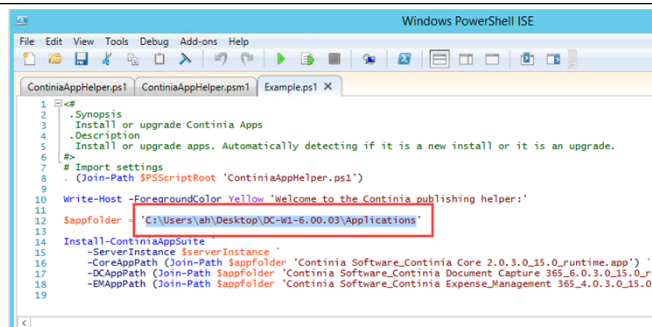 Windows PowerShell ISE
File Edit View Tools Debug Add-ons Help
ContiniaAppHelper.ps1 ContiniaAppHelper.psm1 Example.ps1 X
1 <#
2 .Synopsis
3 Install or upgrade Continia Apps
4 .Description
5 Install or upgrade apps. Automatically detecting if it is a new install or it is an upgrade.
6 #>
7 # Import settings
8 . (Join-Path $PSScriptRoot 'ContiniaAppHelper.ps1')
9
10 Write-Host -ForegroundColor Yellow 'Welcome to the Continia publishing helper:'
11
12 $appfolder = 'C:\Users\ah\Desktop\DC-W1-6.00.03\Applications'
13
14 Install-ContiniaAppSuite `
15 -ServerInstance $serverInstance `
16 -CoreAppPath (Join-Path $appfolder 'Continia Software_Continia Core 2.0.3.0_15.0_runtime.app') `
17 -DCAppPath (Join-Path $appfolder 'Continia Software_Continia Document Capture 365_6.0.3.0_15.0_r
18 -EMAppPath (Join-Path $appfolder 'Continia Software_Continia Expense_Management 365_4.0.3.0_15.0
19